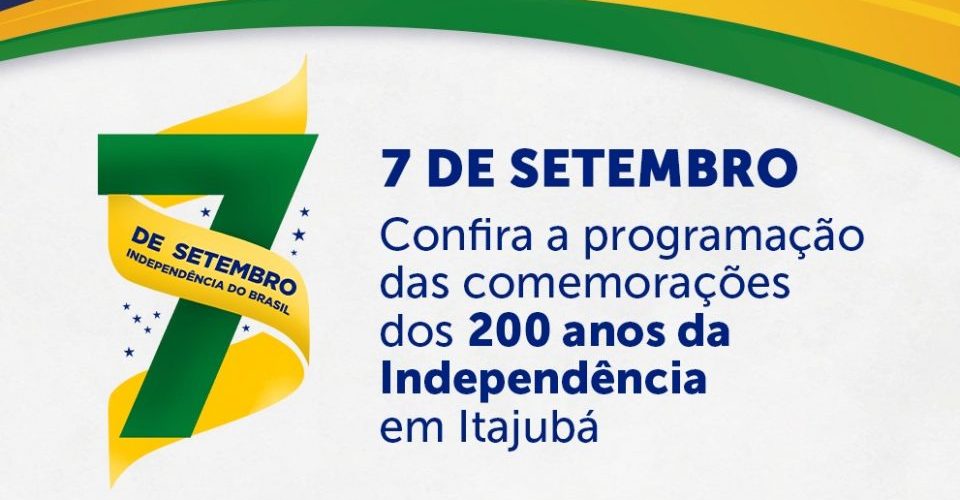 7
DE SETEMBRO
INDEPENDÊNCIA DO BRASIL
7 DE SETEMBRO
Confira a programação
das comemorações
dos 200 anos da
Independência
em Itajubá